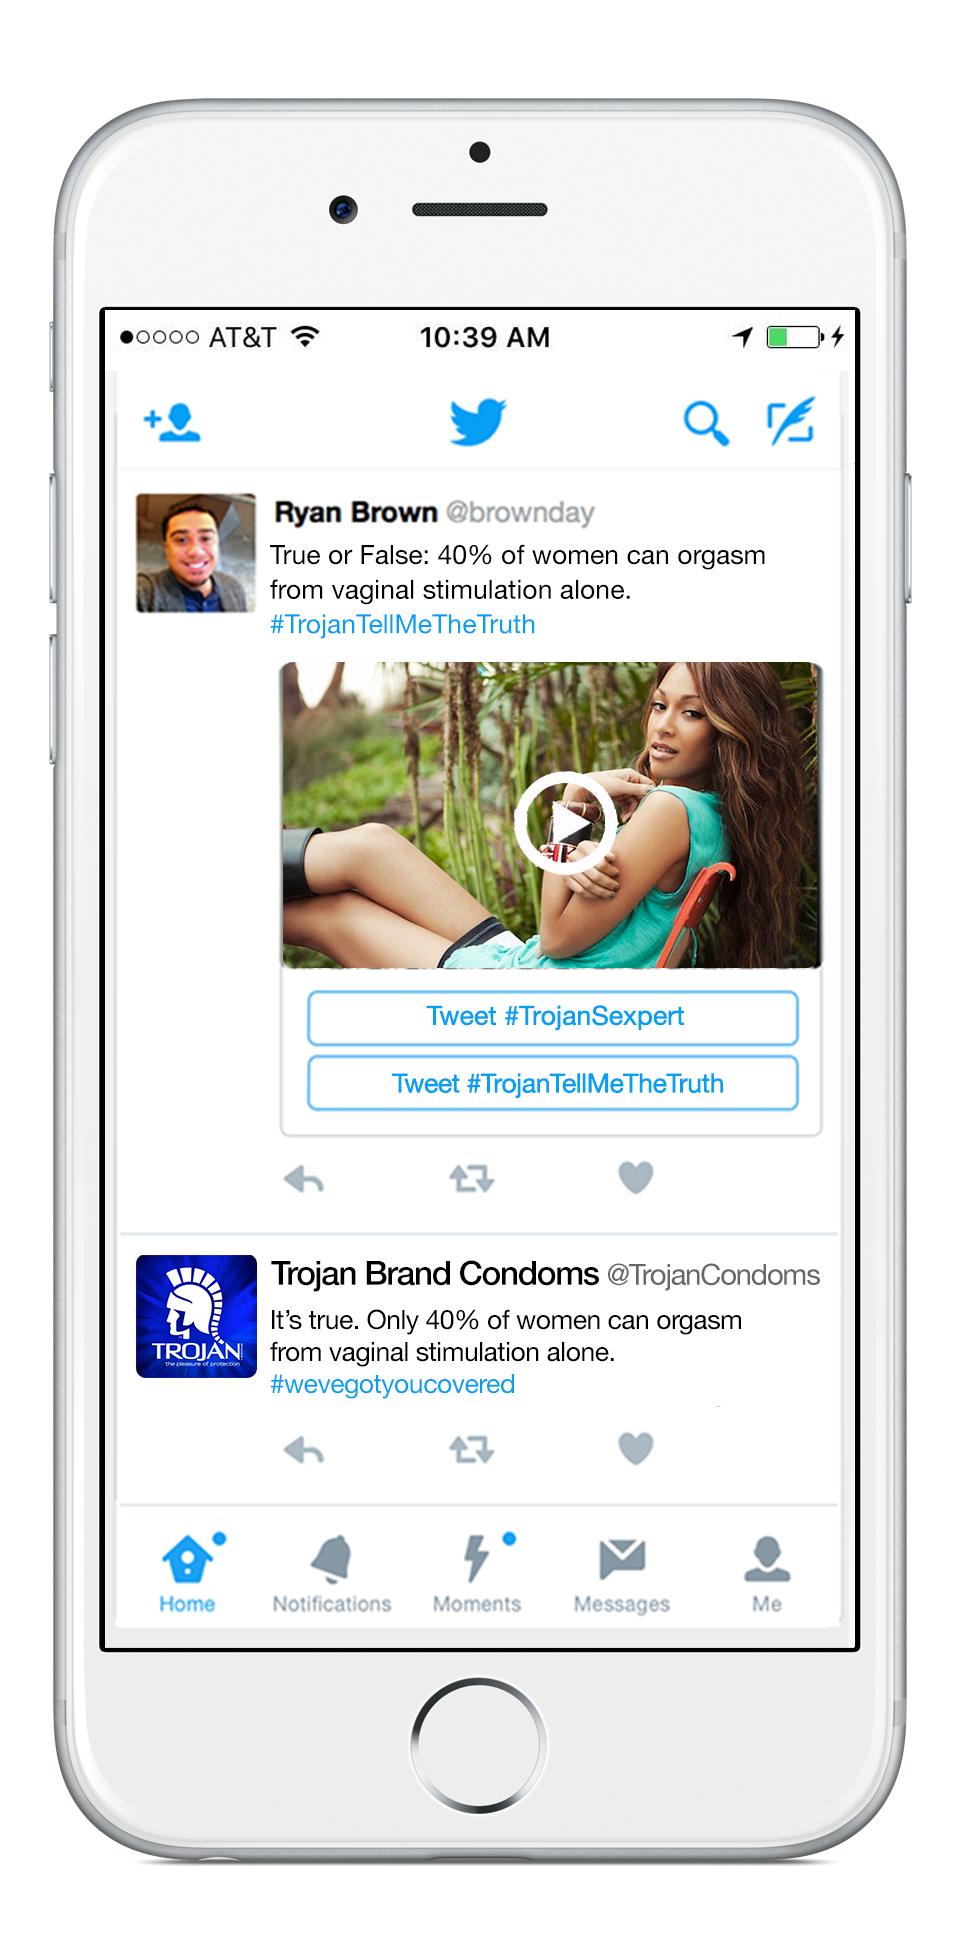 AT&T 10:39 AM
Ryan Brown @brownday
True or False: 40% of women can orgasm
from vaginal stimulation alone.
#TrojanTellMeTheTruth
Tweet #TrojanSexpert
Tweet #TrojanTellMeTheTruth
Trojan Brand Condoms @TrojanCondoms
It’s true. Only 40% of women can orgasm
from vaginal stimulation alone.
#wevegotyoucovered
TROJAN
the pleasure of protection
Home Notifications Moments Messages Me